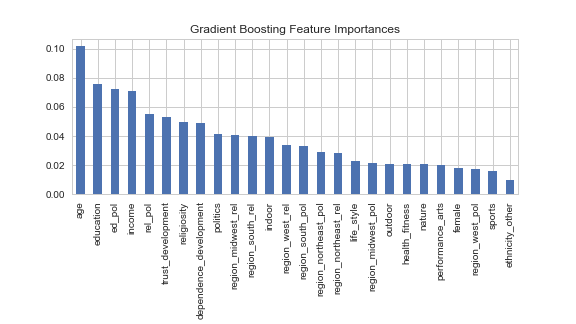 Gradient Boosting Feature Importances
0.10
0.08
0.06
0.04
0.02
0.00
age
education
ed_pol
income
rel_pol
trust_development
religiosity
dependence_development
politics
region_midwest_rel
region_south_rel
indoor
region_west_rel
region_south_pol
region_northeast_pol
region_northeast_rel
life_style
region_midwest_pol
outdoor
health_fitness
nature
performance_arts
female
region_west_pol
sports
ethnicity_other